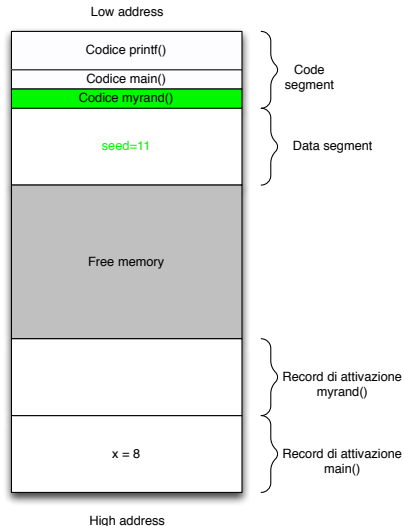 Low address
Codice printf()
Codice main()
Codice myrand()
Code
segment
seed=11
Data segment
Free memory
Record di attivazione
myrand()
x = 8
Record di attivazione
main()
High address